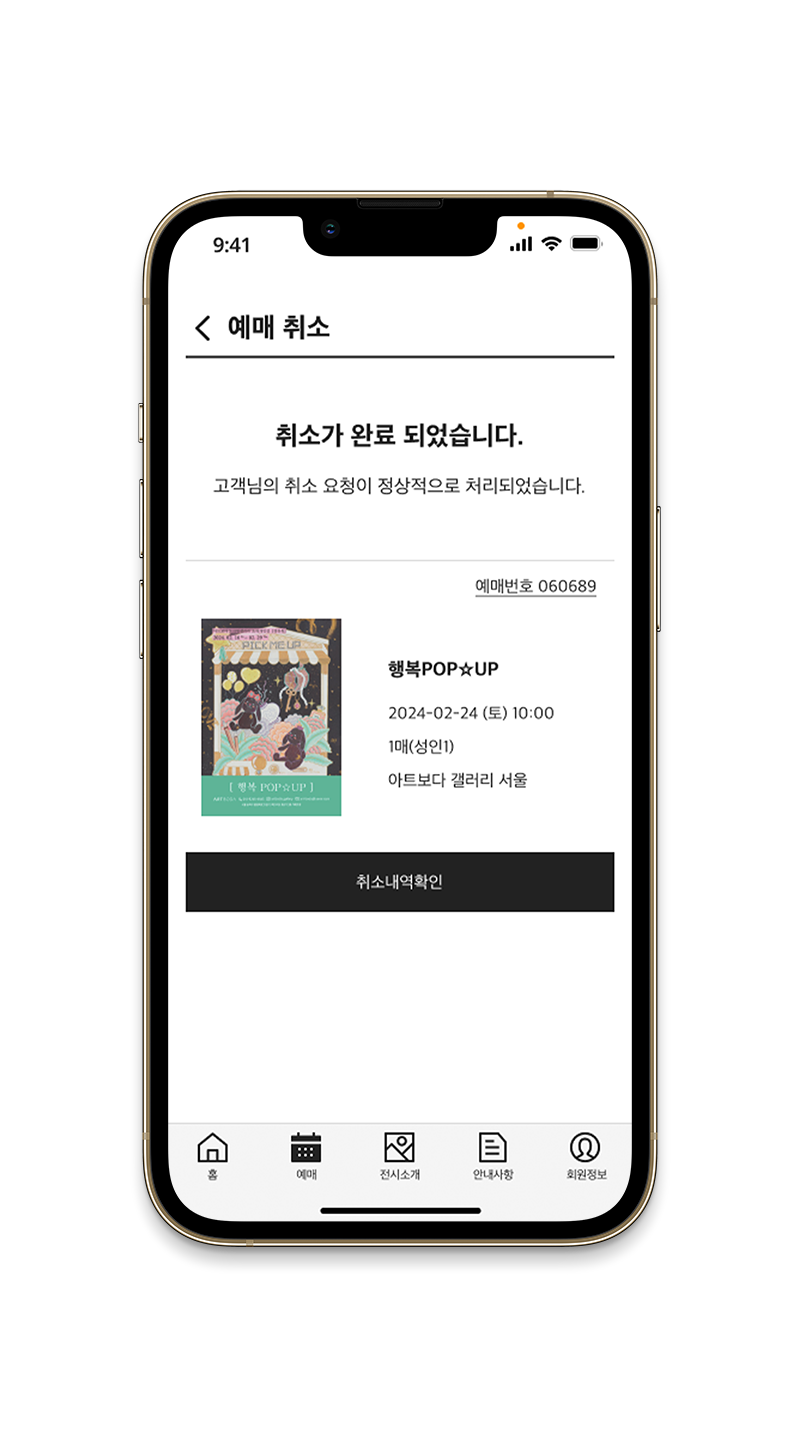 9:41
예매 취소
취소가 완료 되었습니다.
고객님의 취소 요청이 정상적으로 처리되었습니다.
예매번호 060689
PICK ME UP
[ 행복 POP☆UP ]
행복POP☆UP
2024-02-24 (토) 10:00
1매(성인1)
아트보다 갤러리 서울
취소내역확인
홈
예매
전시소개
안내사항
회원정보